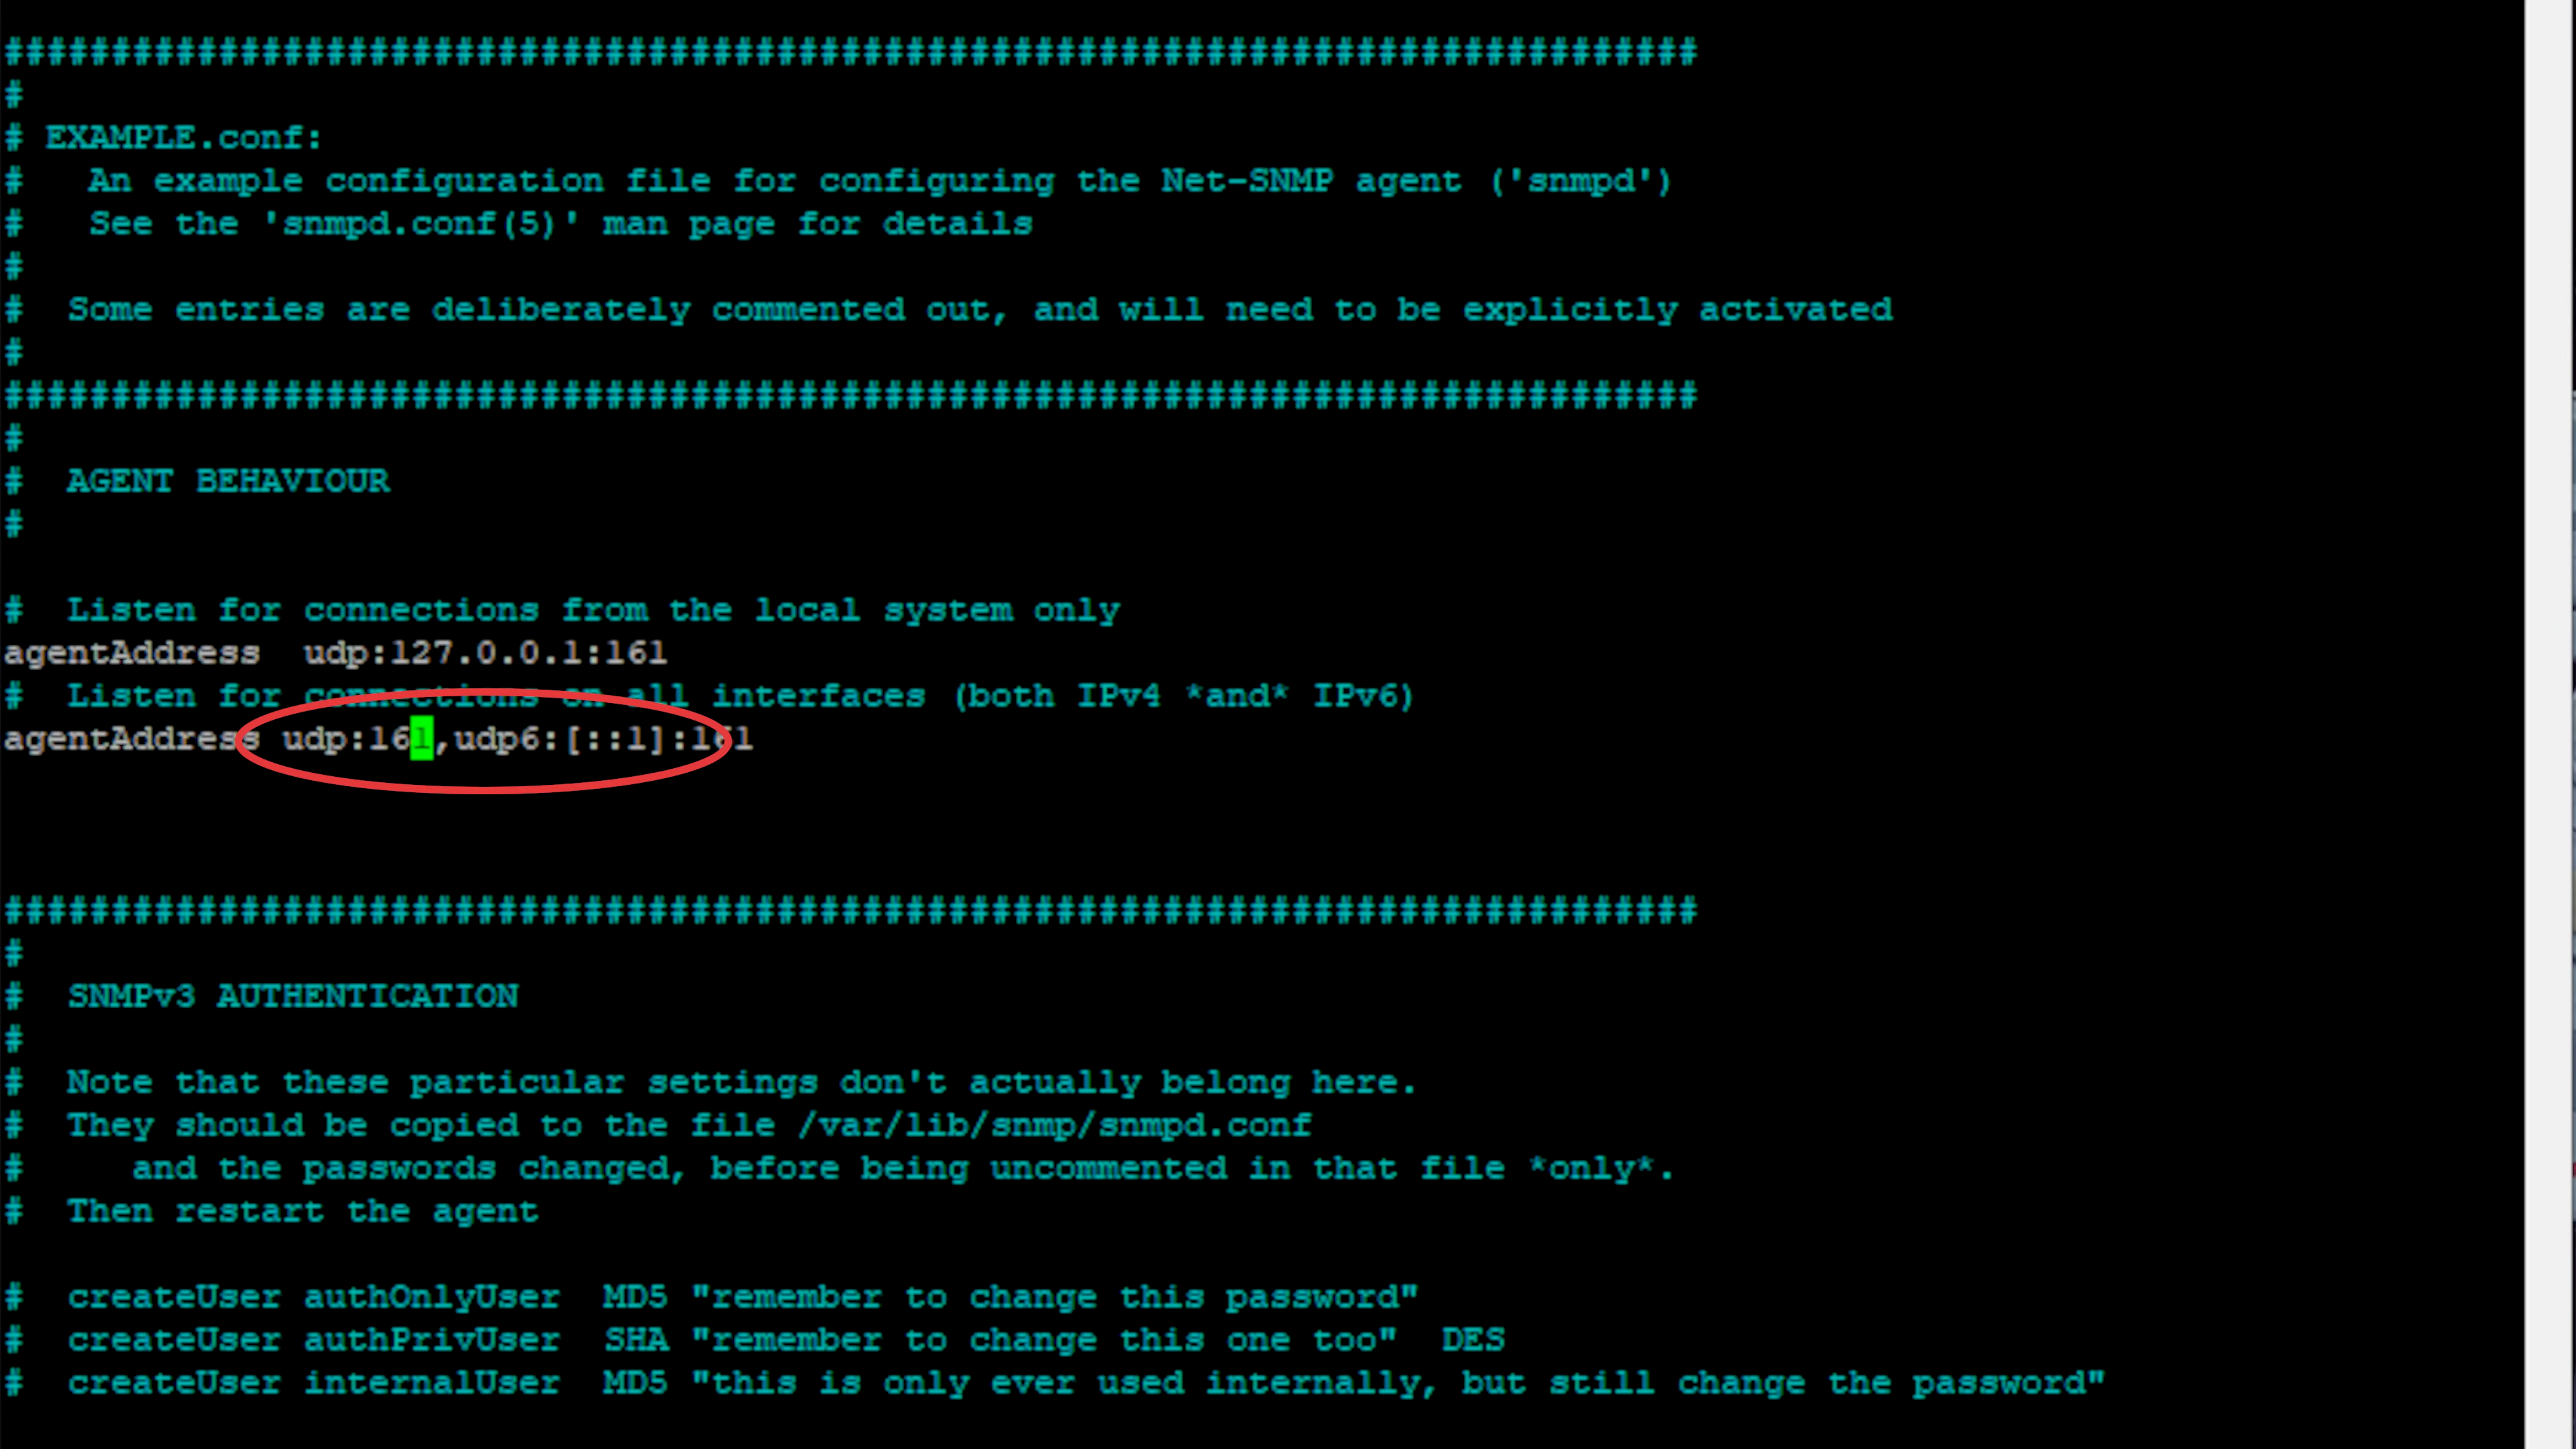 ###############################################################################
#
# EXAMPLE.conf:
#   An example configuration file for configuring the Net-SNMP agent ('snmpd')
#   See the 'snmpd.conf(5)' man page for details
#
#  Some entries are deliberately commented out, and will need to be explicitly activated
#
###############################################################################
#
#  AGENT BEHAVIOUR
#
#  Listen for connections from the local system only
agentAddress  udp:127.0.0.1:161
#  Listen for connections on all interfaces (both IPv4 *and* IPv6)
agentAddress udp:161,udp6:[::1]:161
###############################################################################
#
#  SNMPv3 AUTHENTICATION
#
#  Note that these particular settings don't actually belong here.
#  They should be copied to the file /var/lib/snmp/snmpd.conf
#     and the passwords changed, before being uncommented in that file *only*.
#  Then restart the agent
#  createUser authOnlyUser  MD5 "remember to change this password"
#  createUser authPrivUser  SHA "remember to change this one too"  DES
#  createUser internalUser  MD5 "this is only ever used internally, but still change the password"